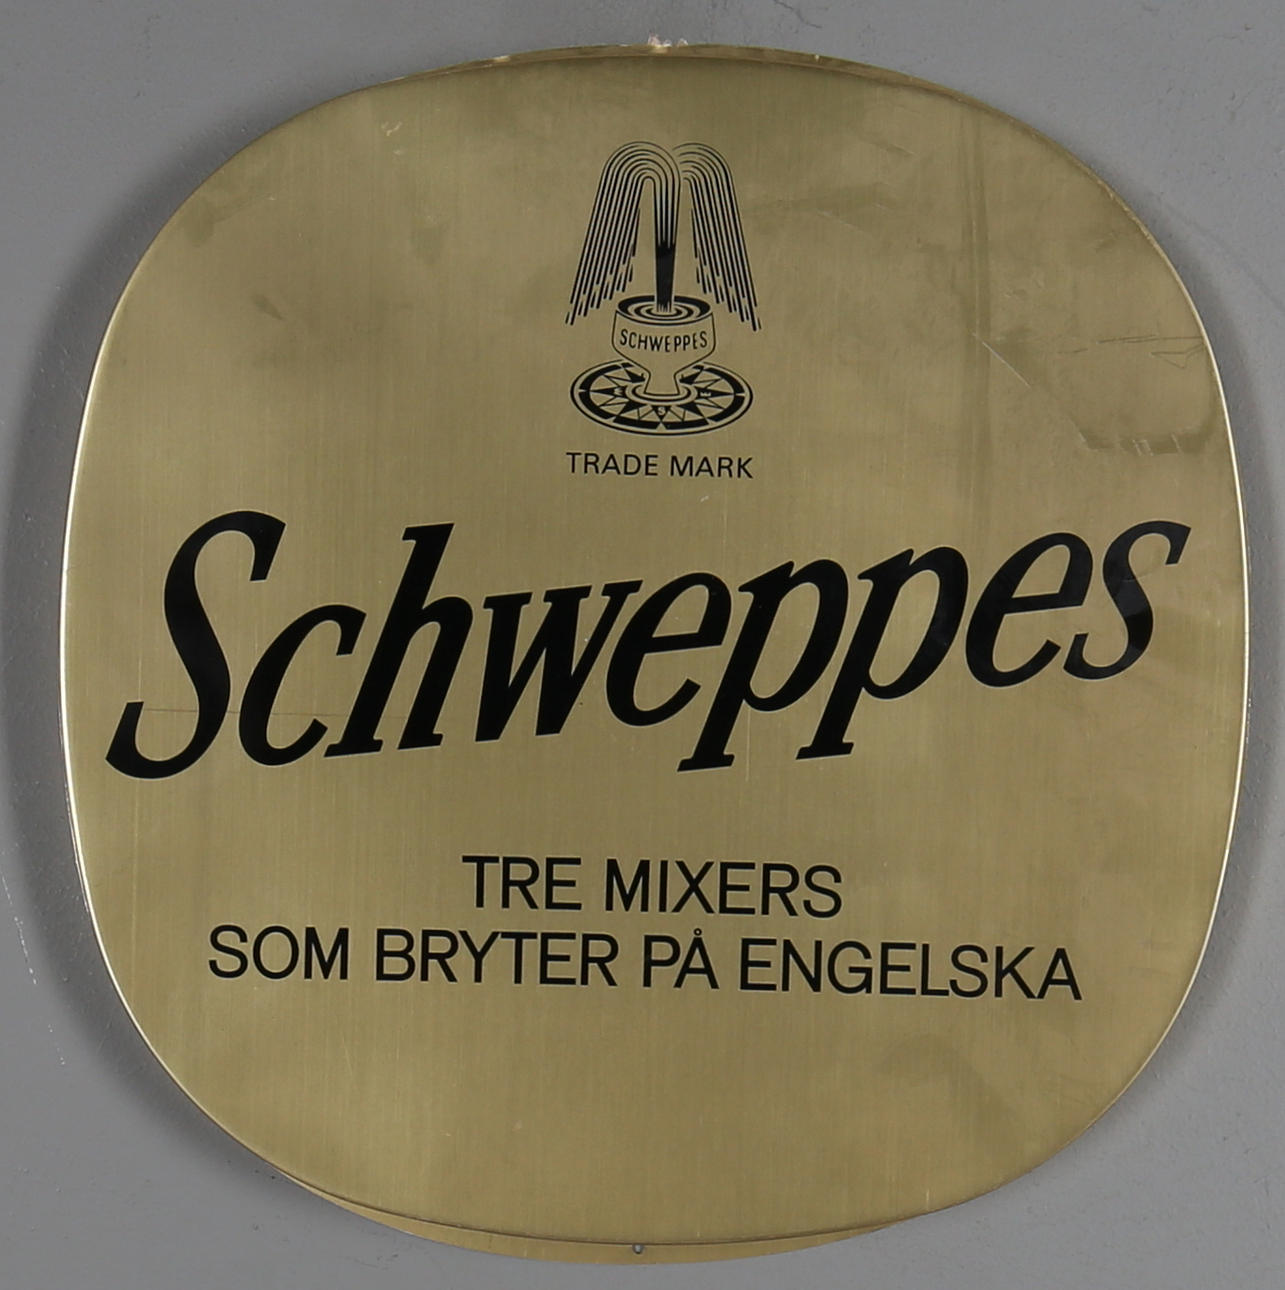 SCHWEPPES
E S W
TRADE MARK
Schweppes
TRE MIXERS
SOM BRYTER PÅ ENGELSKA